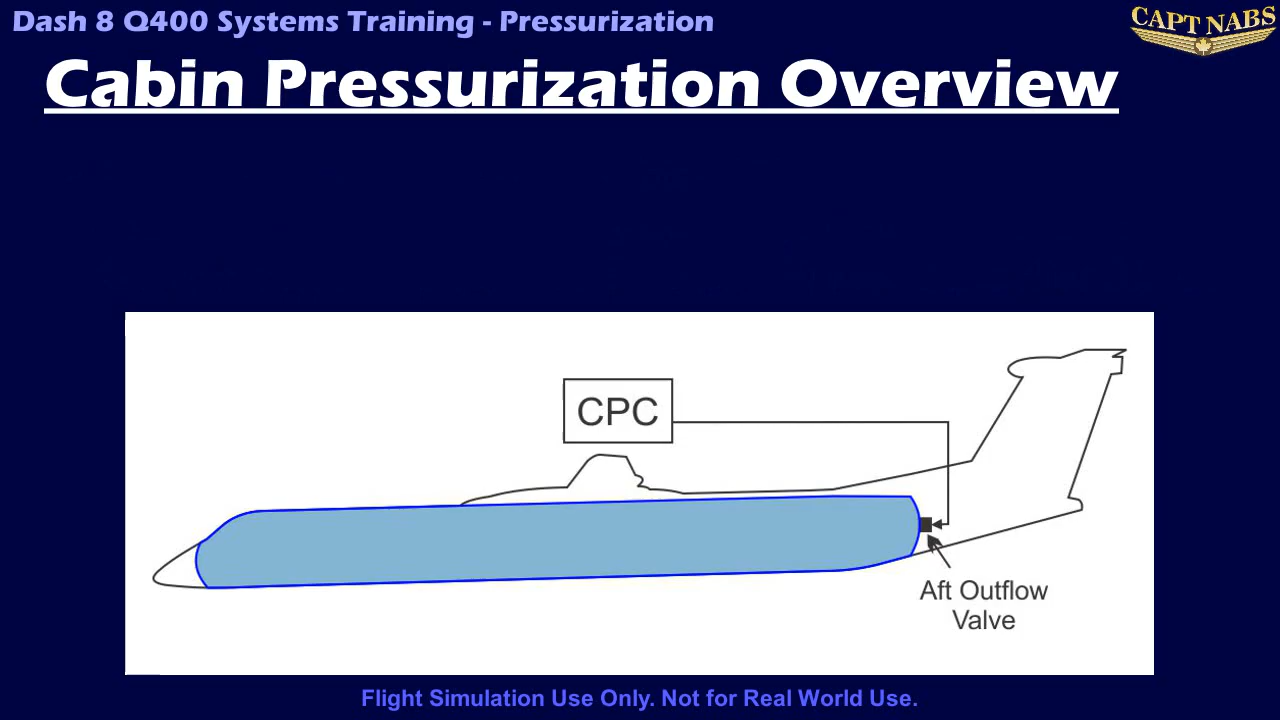 Dash 8 Q400 Systems Training - Pressurization
CAPT NABS
Cabin Pressurization Overview
CPC
Aft Outflow
Valve
Flight Simulation Use Only. Not for Real World Use.